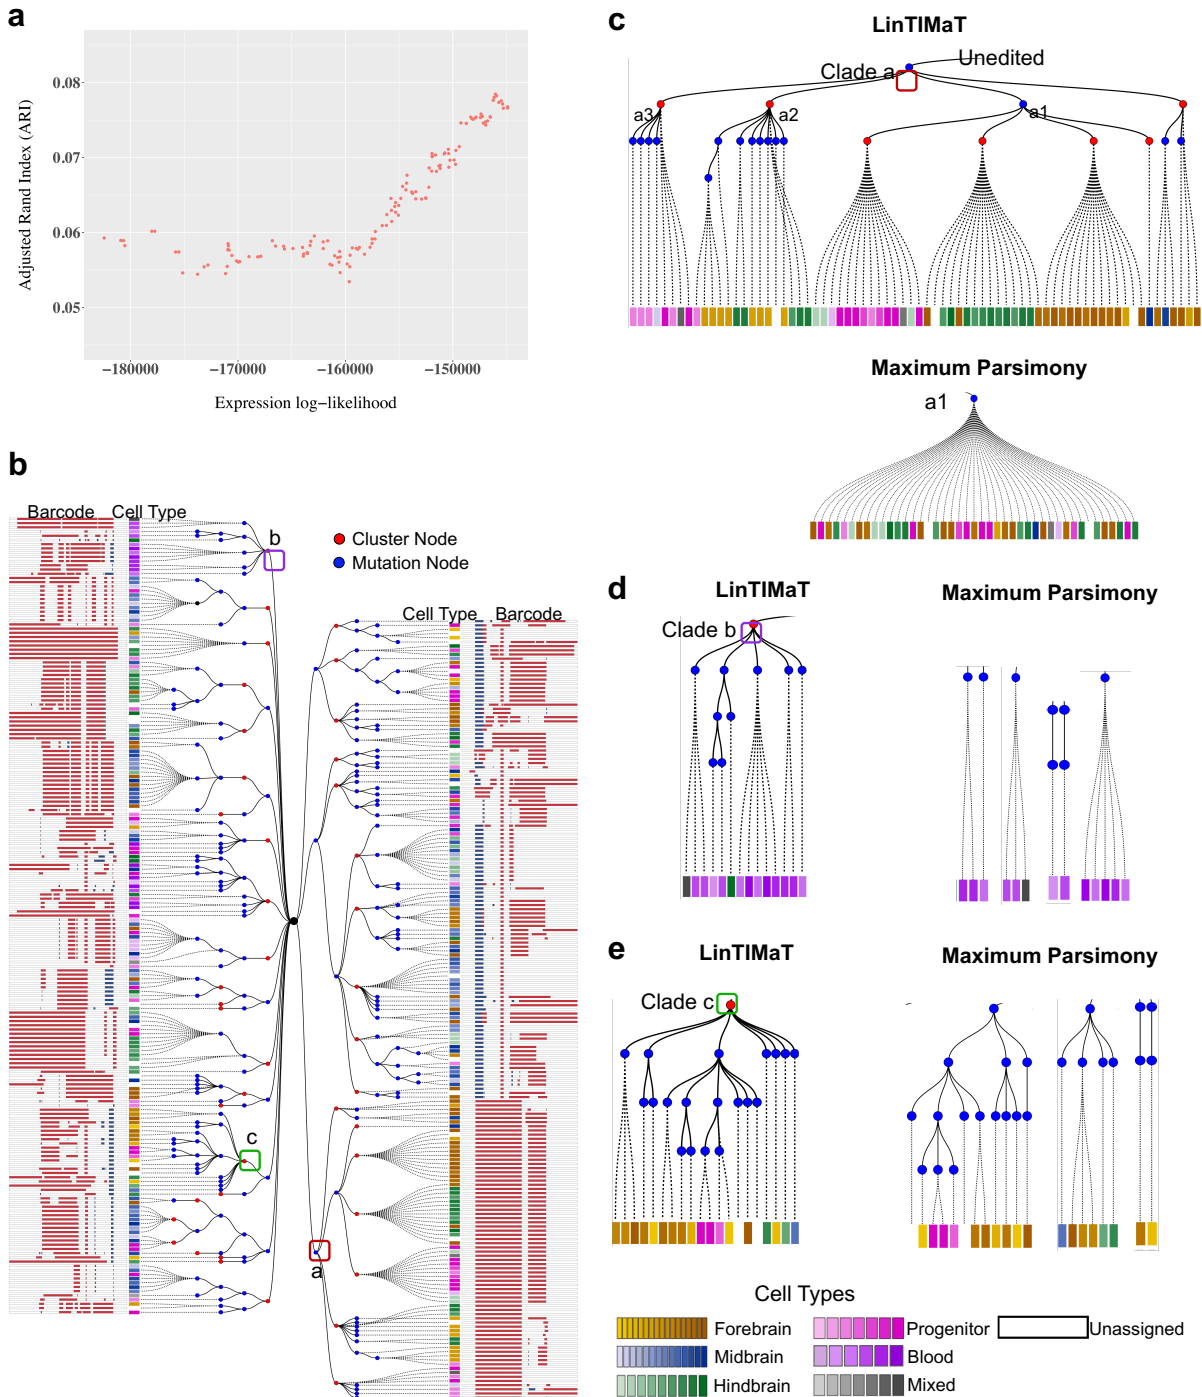 a
0.08
0.07
0.06
0.05
Adjusted Rand Index (ARI)
−180000
−170000
−160000
−150000
Expression log−likelihood
b
Barcode
Cell Type
b
Cluster Node
Mutation Node
Cell Type
Barcode
c
a
c
LinTIMaT
Unedited
Clade a
a3
a2
a1
Maximum Parsimony
a1
d
LinTIMaT
Maximum Parsimony
Clade b
e
LinTIMaT
Maximum Parsimony
Clade c
Cell Types
Forebrain
Progenitor
Unassigned
Midbrain
Blood
Hindbrain
Mixed